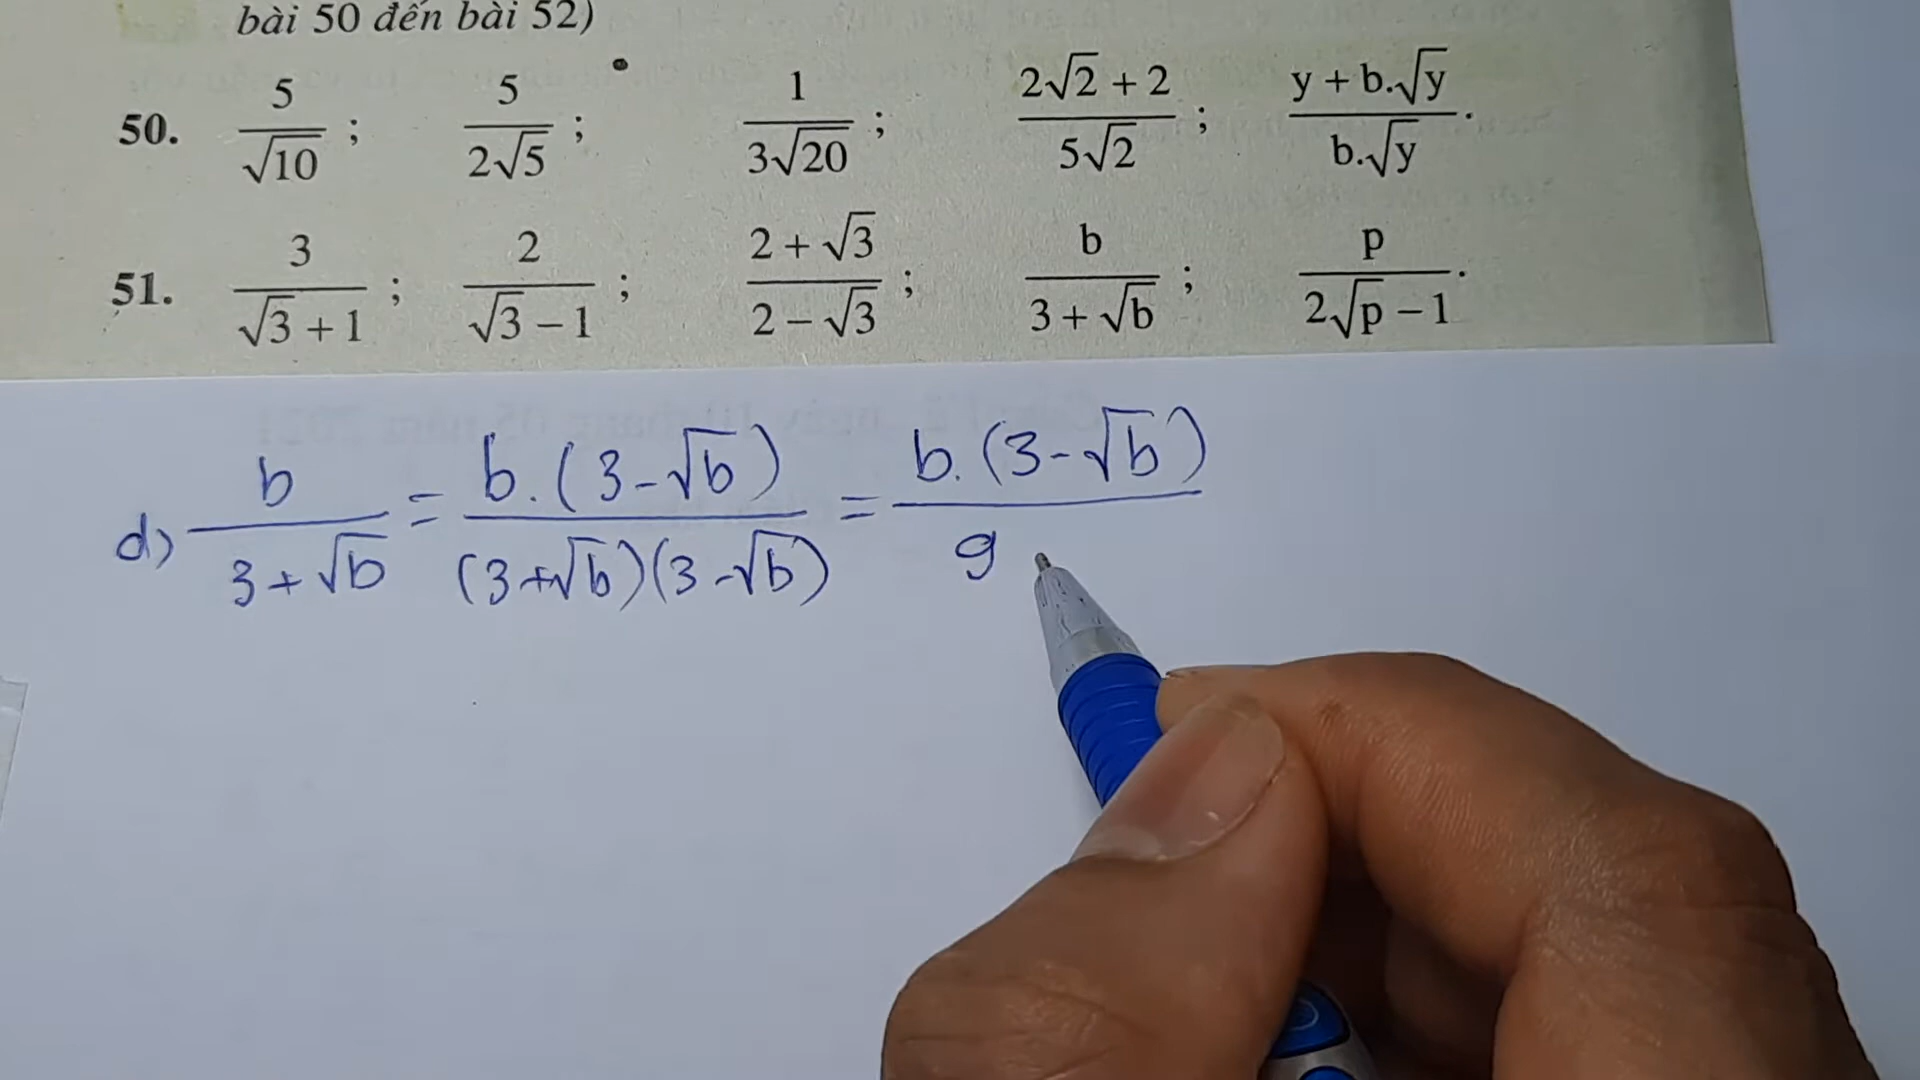 bài 50 đến bài 52)
50. 5/√10 ; 5/2√5 ; 1/3√20 ; 2√2 + 2/5√2 ; y + b.√y/b.√y .
51. 3/√3 + 1 ; 2/√3 − 1 ; 2 + √3/2 − √3 ; b/3 + √b ; p/2√p − 1 .
d) b/3 + √b = b.(3 - √b)/(3 + √b)(3 - √b) = b.(3 - √b)/9